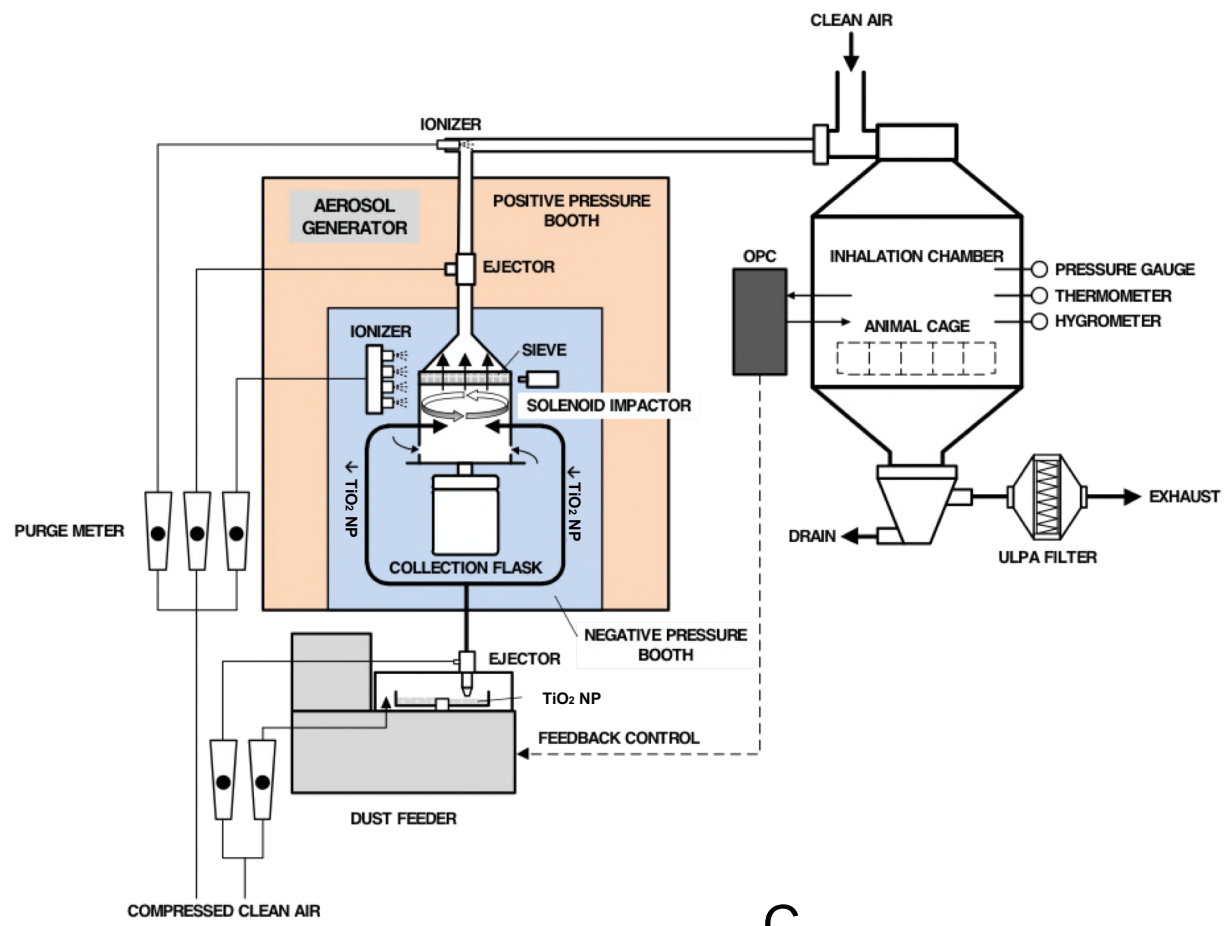 CLEAN AIR
IONIZER
AEROSOL
GENERATOR
POSITIVE PRESSURE
BOOTH
EJECTOR
OPC
INHALATION CHAMBER
PRESSURE GAUGE
THERMOMETER
HYGROMETER
ANIMAL CAGE
IONIZER
SIEVE
SOLENOID IMPACTOR
↓ TiO2 NP
↓ TiO2 NP
COLLECTION FLASK
PURGE METER
EXHAUST
DRAIN
ULPA FILTER
NEGATIVE PRESSURE
BOOTH
EJECTOR
TiO2 NP
FEEDBACK CONTROL
DUST FEEDER
COMPRESSED CLEAN AIR